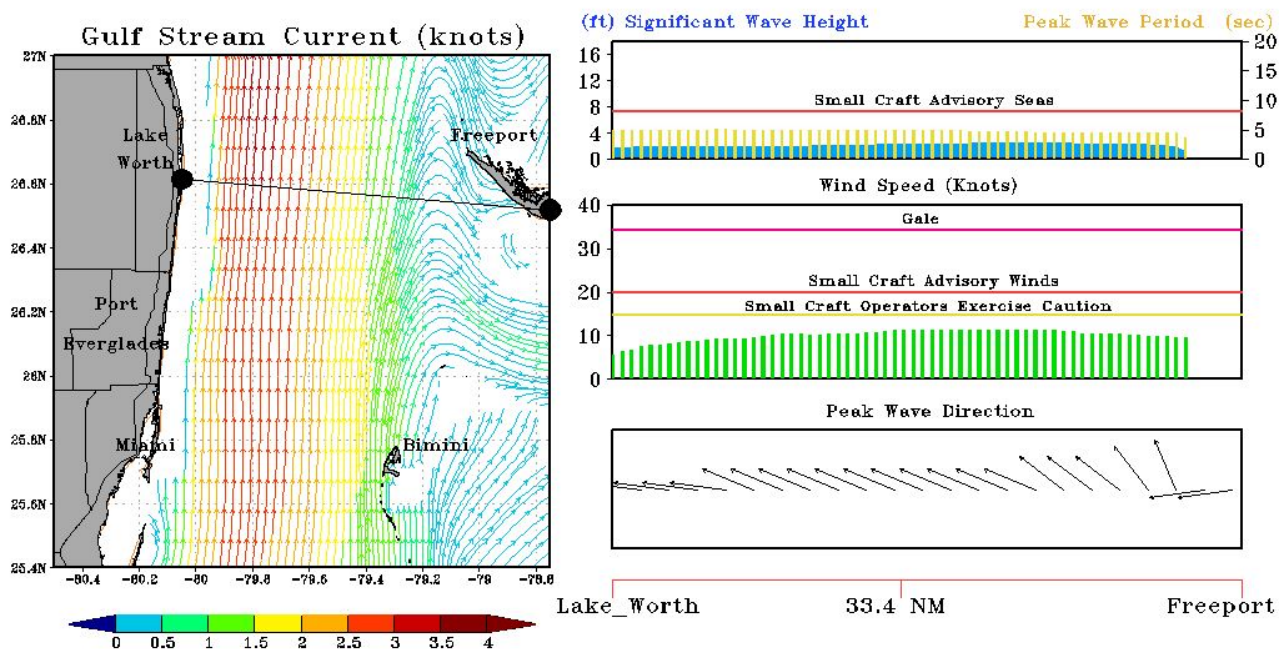 Gulf Stream Current (knots)
27N
26.8N
26.6N
26.4N
26.2N
26N
25.8N
25.6N
25.4N
Lake
Worth
Freeport
Port
Everglades
Miami
Bimini
-80.4 -80.2 -80 -79.8 -79.6 -79.4 -79.2 -79 -78.8
0 0.5 1 1.5 2 2.5 3 3.5 4
(ft) Significant Wave Height Peak Wave Period (sec)
16
12
8
4
0
20
15
10
5
0
Small Craft Advisory Seas
Wind Speed (Knots)
40
30
20
10
0
Gale
Small Craft Advisory Winds
Small Craft Operators Exercise Caution
Peak Wave Direction
Lake_Worth 33.4 NM Freeport